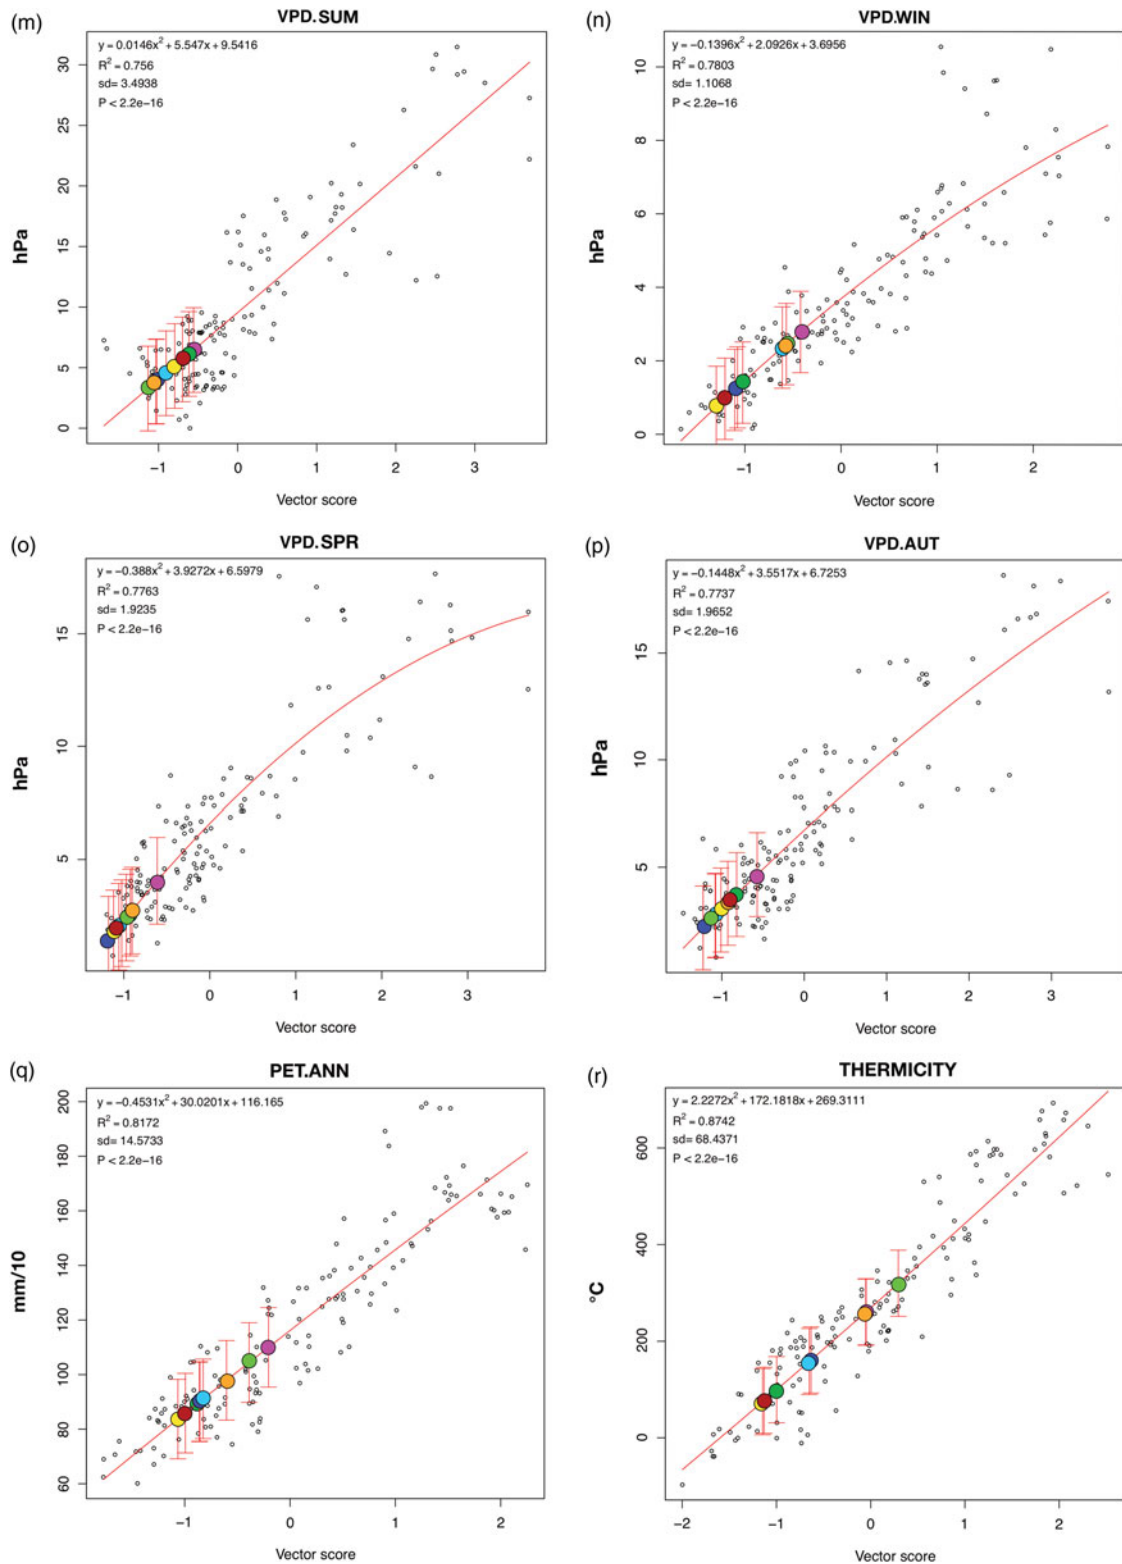 (m)
VPD.SUM
y = 0.0146x² + 5.547x + 9.5416
R² = 0.756
sd= 3.4938
P < 2.2e−16
hPa
30
25
20
15
10
5
0
−1 0 1 2 3
Vector score
(n)
VPD.WIN
y = −0.1396x² + 2.0926x + 3.6956
R² = 0.7803
sd= 1.1068
P < 2.2e−16
hPa
10
8
6
4
2
0
−1 0 1 2
Vector score
(o)
VPD.SPR
y = −0.388x² + 3.9272x + 6.5979
R² = 0.7763
sd= 1.9235
P < 2.2e−16
hPa
15
10
5
−1 0 1 2 3
Vector score
(p)
VPD.AUT
y = −0.1448x² + 3.5517x + 6.7253
R² = 0.7737
sd= 1.9652
P < 2.2e−16
hPa
15
10
5
−1 0 1 2 3
Vector score
(q)
PET.ANN
y = −0.4531x² + 30.0201x + 116.165
R² = 0.8172
sd= 14.5733
P < 2.2e−16
mm/10
200
180
160
140
120
100
80
60
−1 0 1 2
Vector score
(r)
THERMICITY
y = 2.2272x² + 172.1818x + 269.3111
R² = 0.8742
sd= 68.4371
P < 2.2e−16
°C
600
400
200
0
−2 −1 0 1 2
Vector score